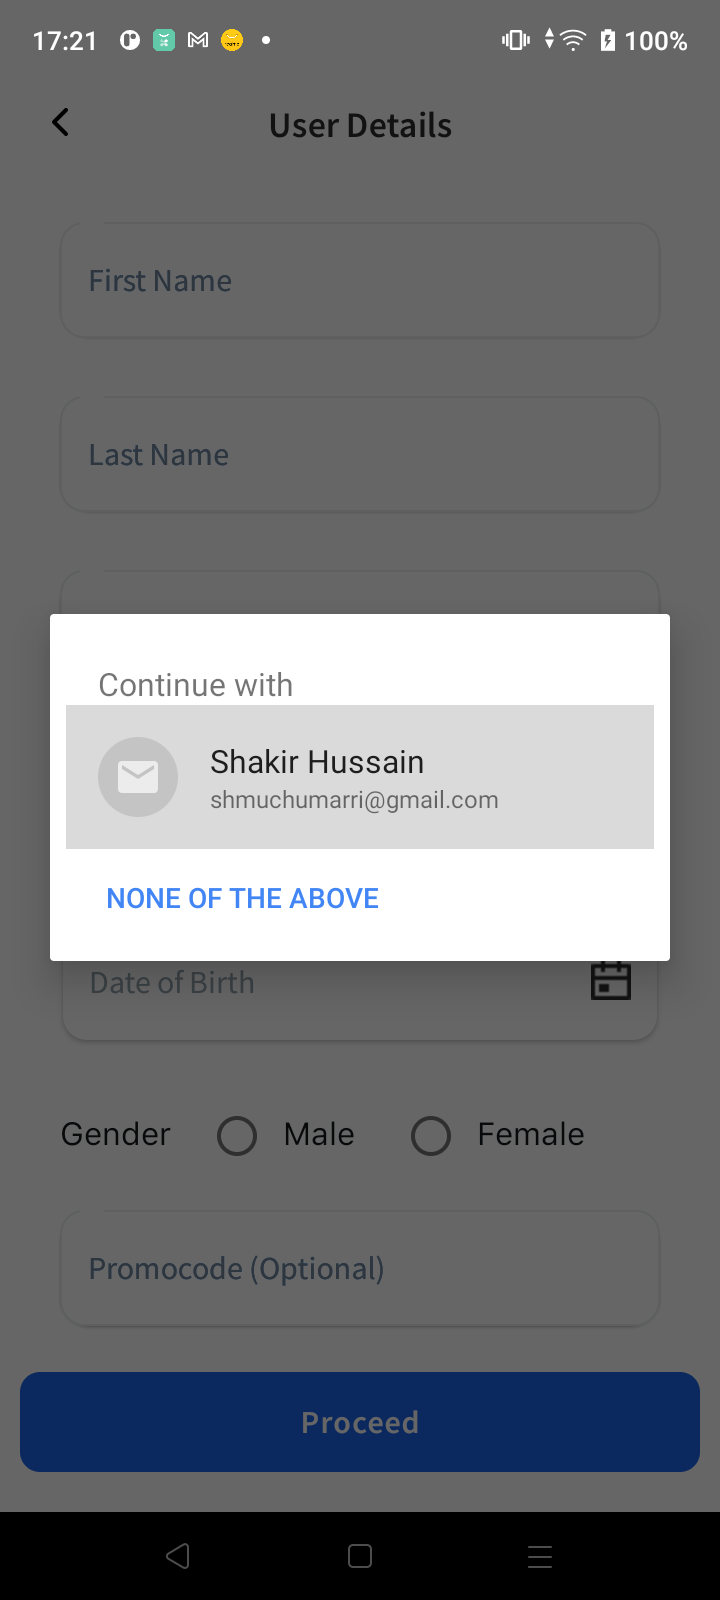 17:21
100%
User Details
First Name
Last Name
Continue with
Shakir Hussain
shmuchumarri@gmail.com
NONE OF THE ABOVE
Date of Birth
Gender Male Female
Promocode (Optional)
Proceed